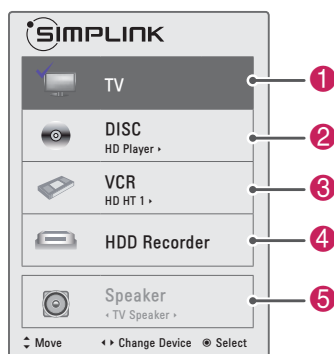 SIMPLINK
TV
1
DISC
HD Player
2
VCR
HD HT 1
3
HDD Recorder
4
Speaker
TV Speaker
5
Move Change Device Select